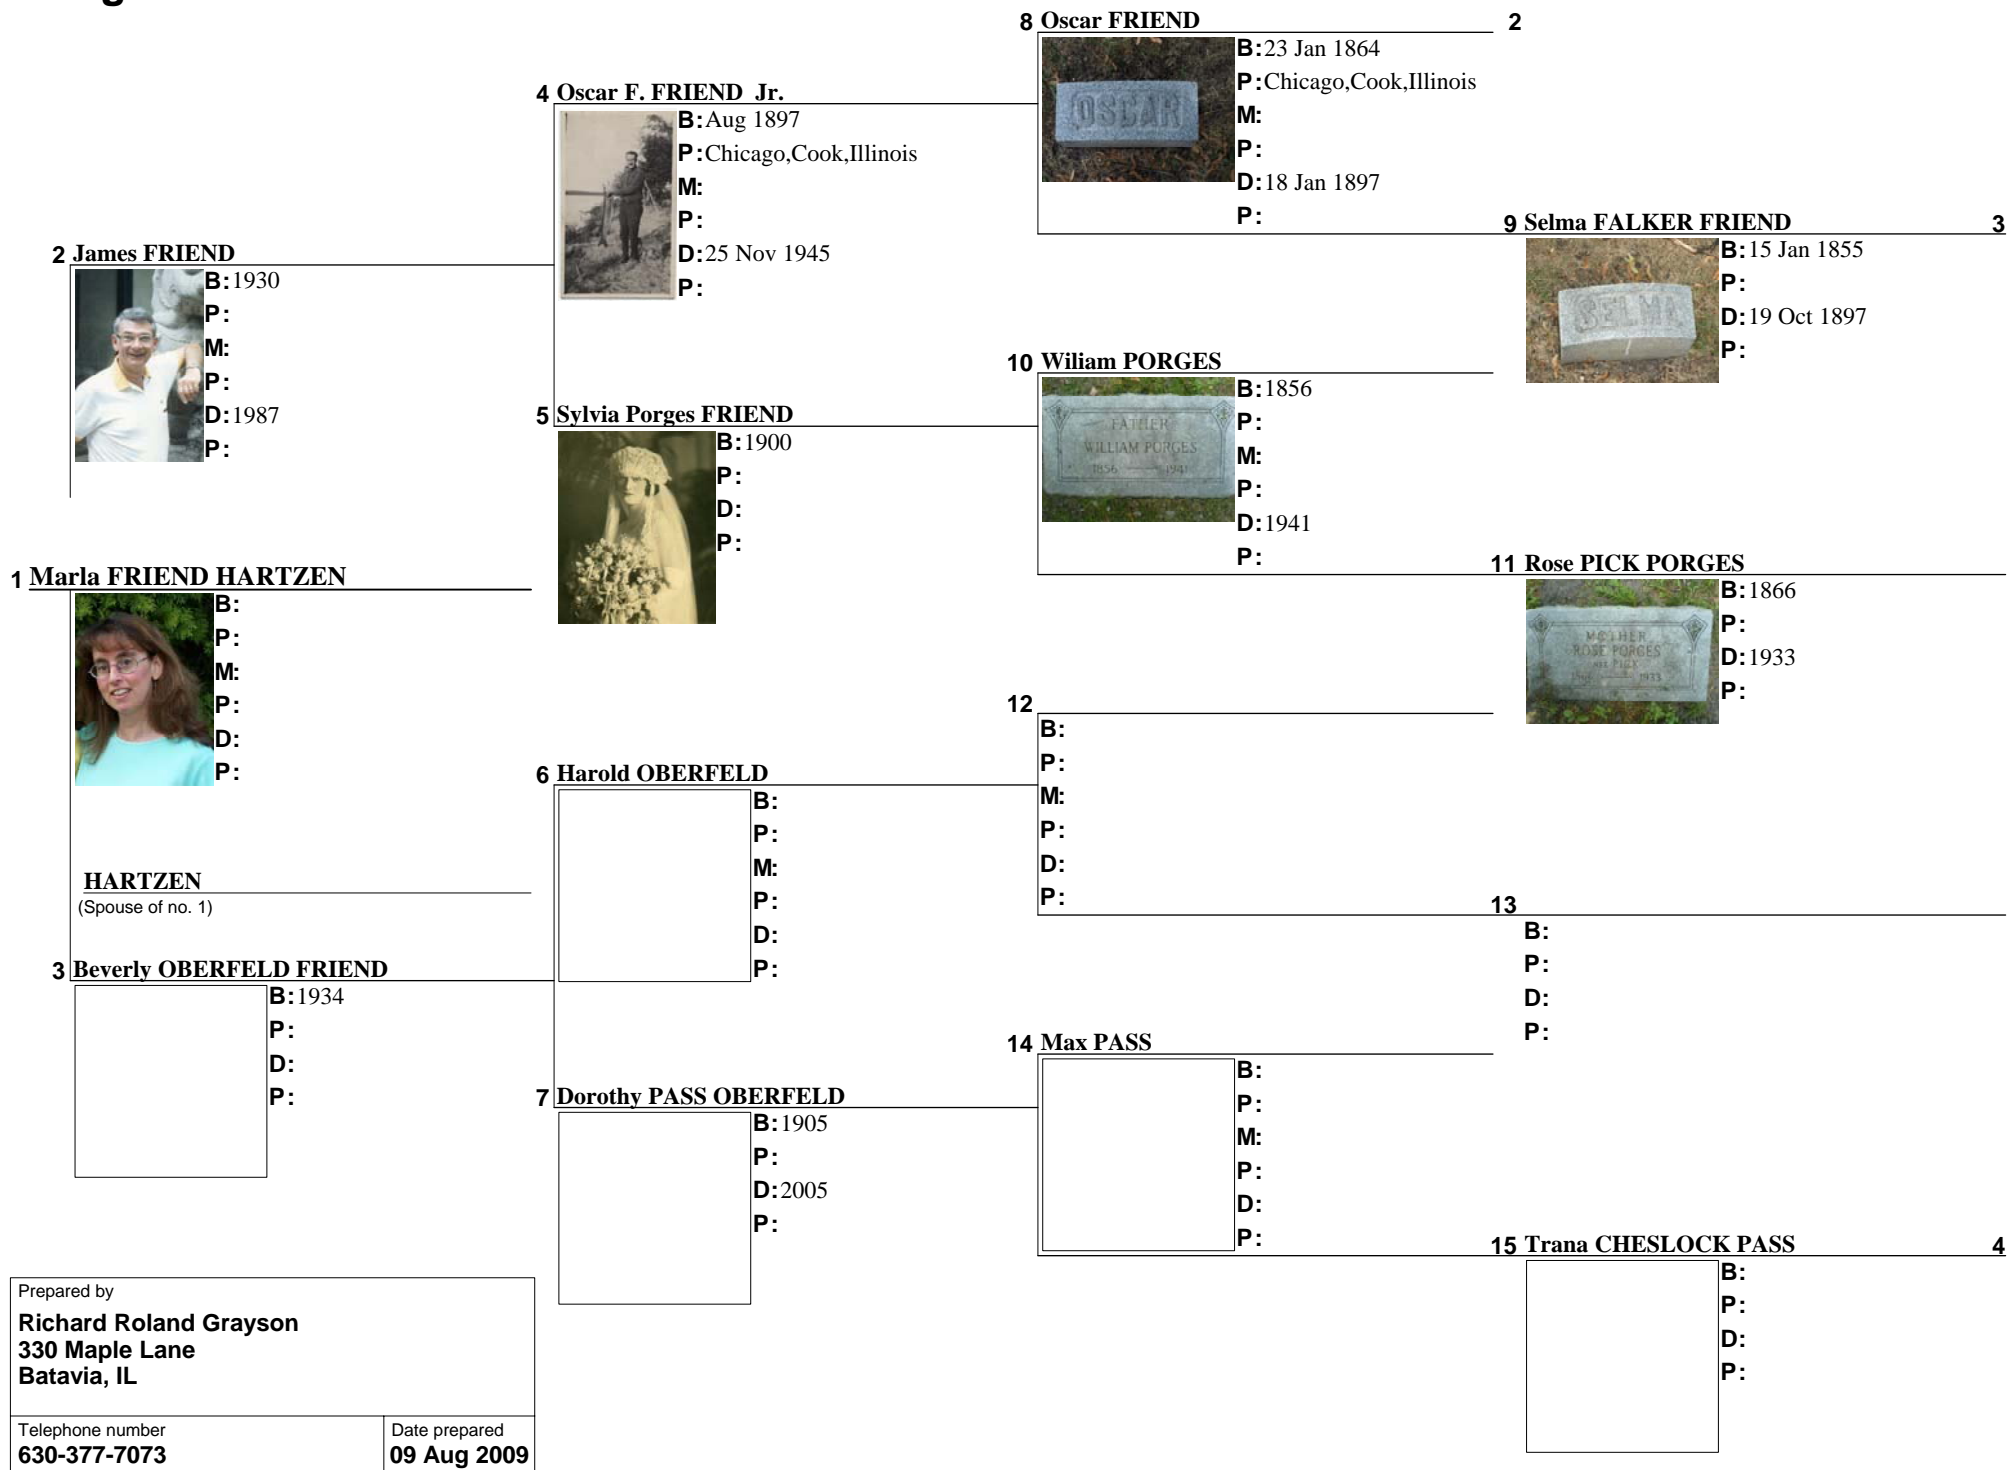 8 Oscar FRIEND 2
B:23 Jan 1864
P:Chicago,Cook,Illinois
M:
P:
D:18 Jan 1897
P:
OSCAR
4 Oscar F. FRIEND Jr.
B:Aug 1897
P:Chicago,Cook,Illinois
M:
P:
D:25 Nov 1945
P:
9 Selma FALKER FRIEND 3
B:15 Jan 1855
P:
D:19 Oct 1897
P:
SELMA
2 James FRIEND
B:1930
P:
M:
P:
D:1987
P:
10 Wiliam PORGES
B:1856
P:
M:
P:
D:1941
P:
FATHER
WILLIAM PORGES
1856 1941
5 Sylvia Porges FRIEND
B:1900
P:
D:
P:
11 Rose PICK PORGES
B:1866
P:
D:1933
P:
MOTHER
ROSE PORGES
NEE PICK
1933
1 Marla FRIEND HARTZEN
B:
P:
M:
P:
D:
P:
12
B:
P:
M:
P:
D:
P:
6 Harold OBERFELD
B:
P:
M:
P:
D:
P:
HARTZEN
(Spouse of no. 1)
13
B:
P:
D:
P:
3 Beverly OBERFELD FRIEND
B:1934
P:
D:
P:
14 Max PASS
B:
P:
M:
P:
D:
P:
7 Dorothy PASS OBERFELD
B:1905
P:
D:2005
P:
15 Trana CHESLOCK PASS 4
B:
P:
D:
P:
Prepared by
Richard Roland Grayson
330 Maple Lane
Batavia, IL
Telephone number
630-377-7073
Date prepared
09 Aug 2009